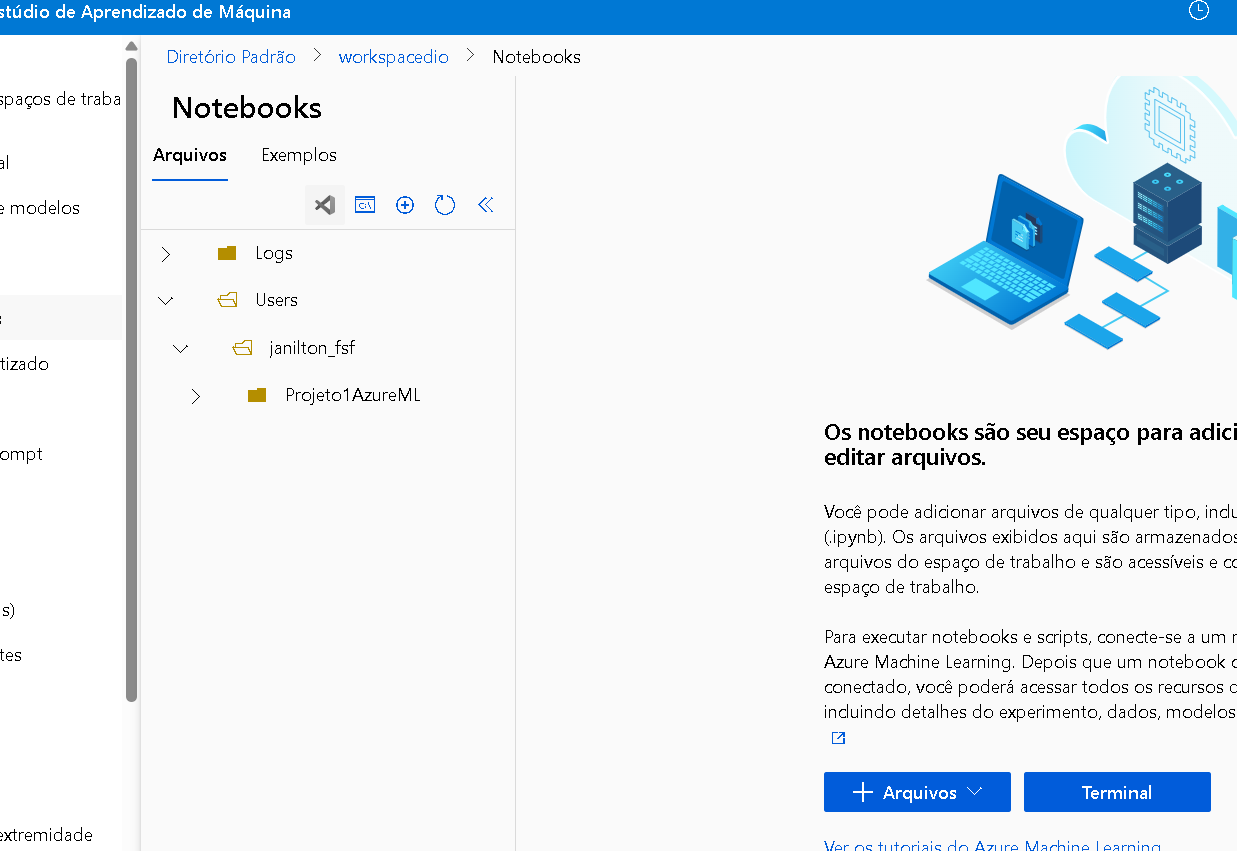 stúdio de Aprendizado de Máquina
Diretório Padrão > workspacedio > Notebooks
spaços de traba
al
e modelos
tizado
ompt
s)
tes
extremidade
Notebooks
Arquivos Exemplos
Logs
Users
janilton_fsf
Projeto1AzureML
Os notebooks são seu espaço para adici
editar arquivos.
Você pode adicionar arquivos de qualquer tipo, inclu
(.ipynb). Os arquivos exibidos aqui são armazenados
arquivos do espaço de trabalho e são acessíveis e co
espaço de trabalho.
Para executar notebooks e scripts, conecte-se a um r
Azure Machine Learning. Depois que um notebook
conectado, você poderá acessar todos os recursos d
incluindo detalhes do experimento, dados, modelos
+ Arquivos
Terminal
Ver os tutoriais do Azure Machine Learning